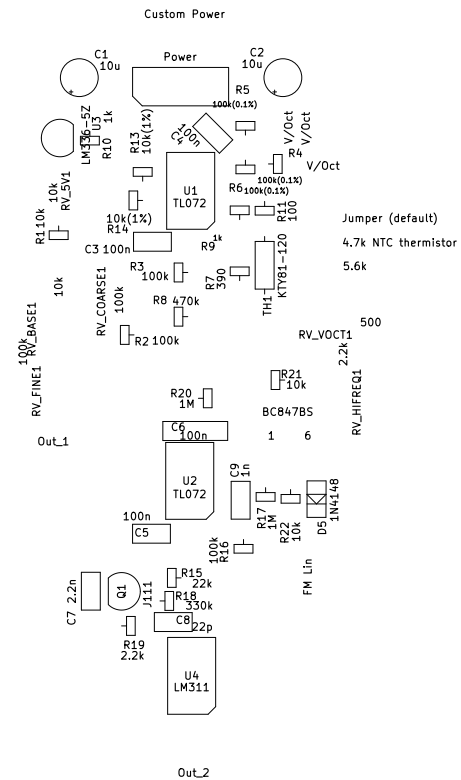 Custom Power
C1
10u
Power
C2
10u
R5
100k(0.1%)
LM336-5Z
U3
1k
R10
R13
10k(1%)
C4
100n
V/Oct
V/Oct
R4
V/Oct
100k(0.1%)
R6
100k(0.1%)
U1
TL072
10k
RV_5V1
10k
R1
10k(1%)
R14
C3 100n
R9
1k
R11
100
Jumper (default)
4.7k NTC thermistor
5.6k
R3
100k
R7
390
TH1
KTY81-120
10k
RV_BASE1
RV_COARSE1
100k
R8 470k
R2 100k
500
RV_VOCT1
2.2k
RV_HIFREQ1
100k
RV_FINE1
R21
10k
R20
1M
BC847BS
1 6
Out_1
C6
100n
U2
TL072
C9
1n
R17
1M
R22
10k
D5
1N4148
100n
C5
100k
R16
FM Lin
R15
22k
C7 2.2n
Q1
J111
R18
330k
C8
22p
R19
2.2k
U4
LM311
Out_2